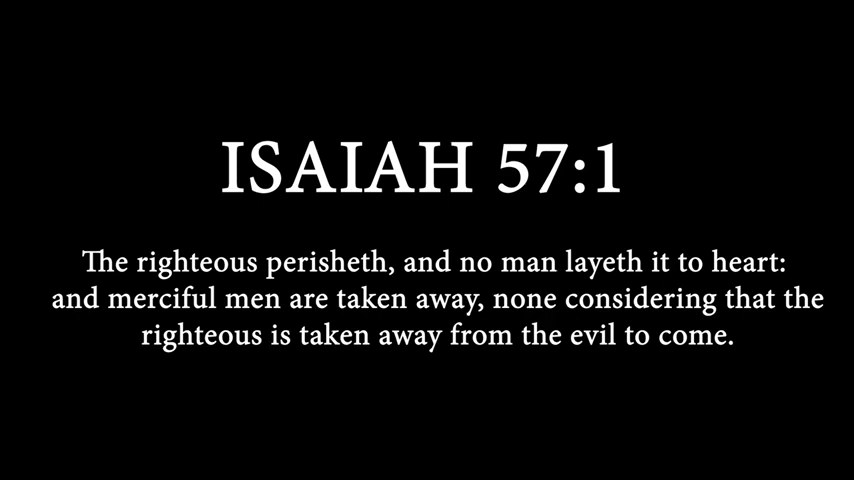 ISAIAH 57:1
The righteous perisheth, and no man layeth it to heart:
and merciful men are taken away, none considering that the
righteous is taken away from the evil to come.